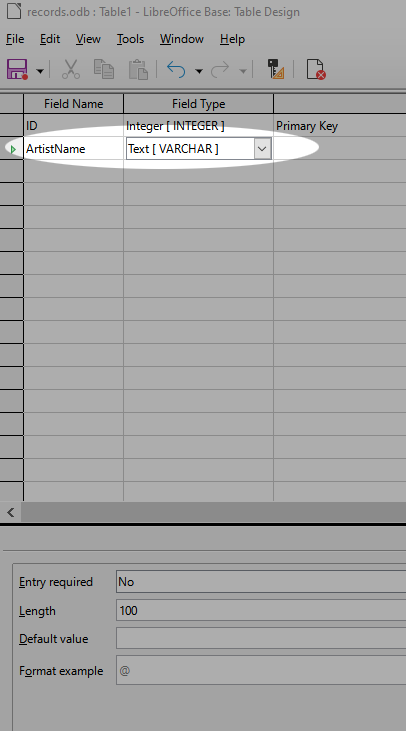 records.odb : Table1 - LibreOffice Base: Table Design
File Edit View Tools Window Help
Field Name Field Type
ID Integer [ INTEGER ] Primary Key
ArtistName Text [ VARCHAR ]
Entry required No
Length 100
Default value
Format example @